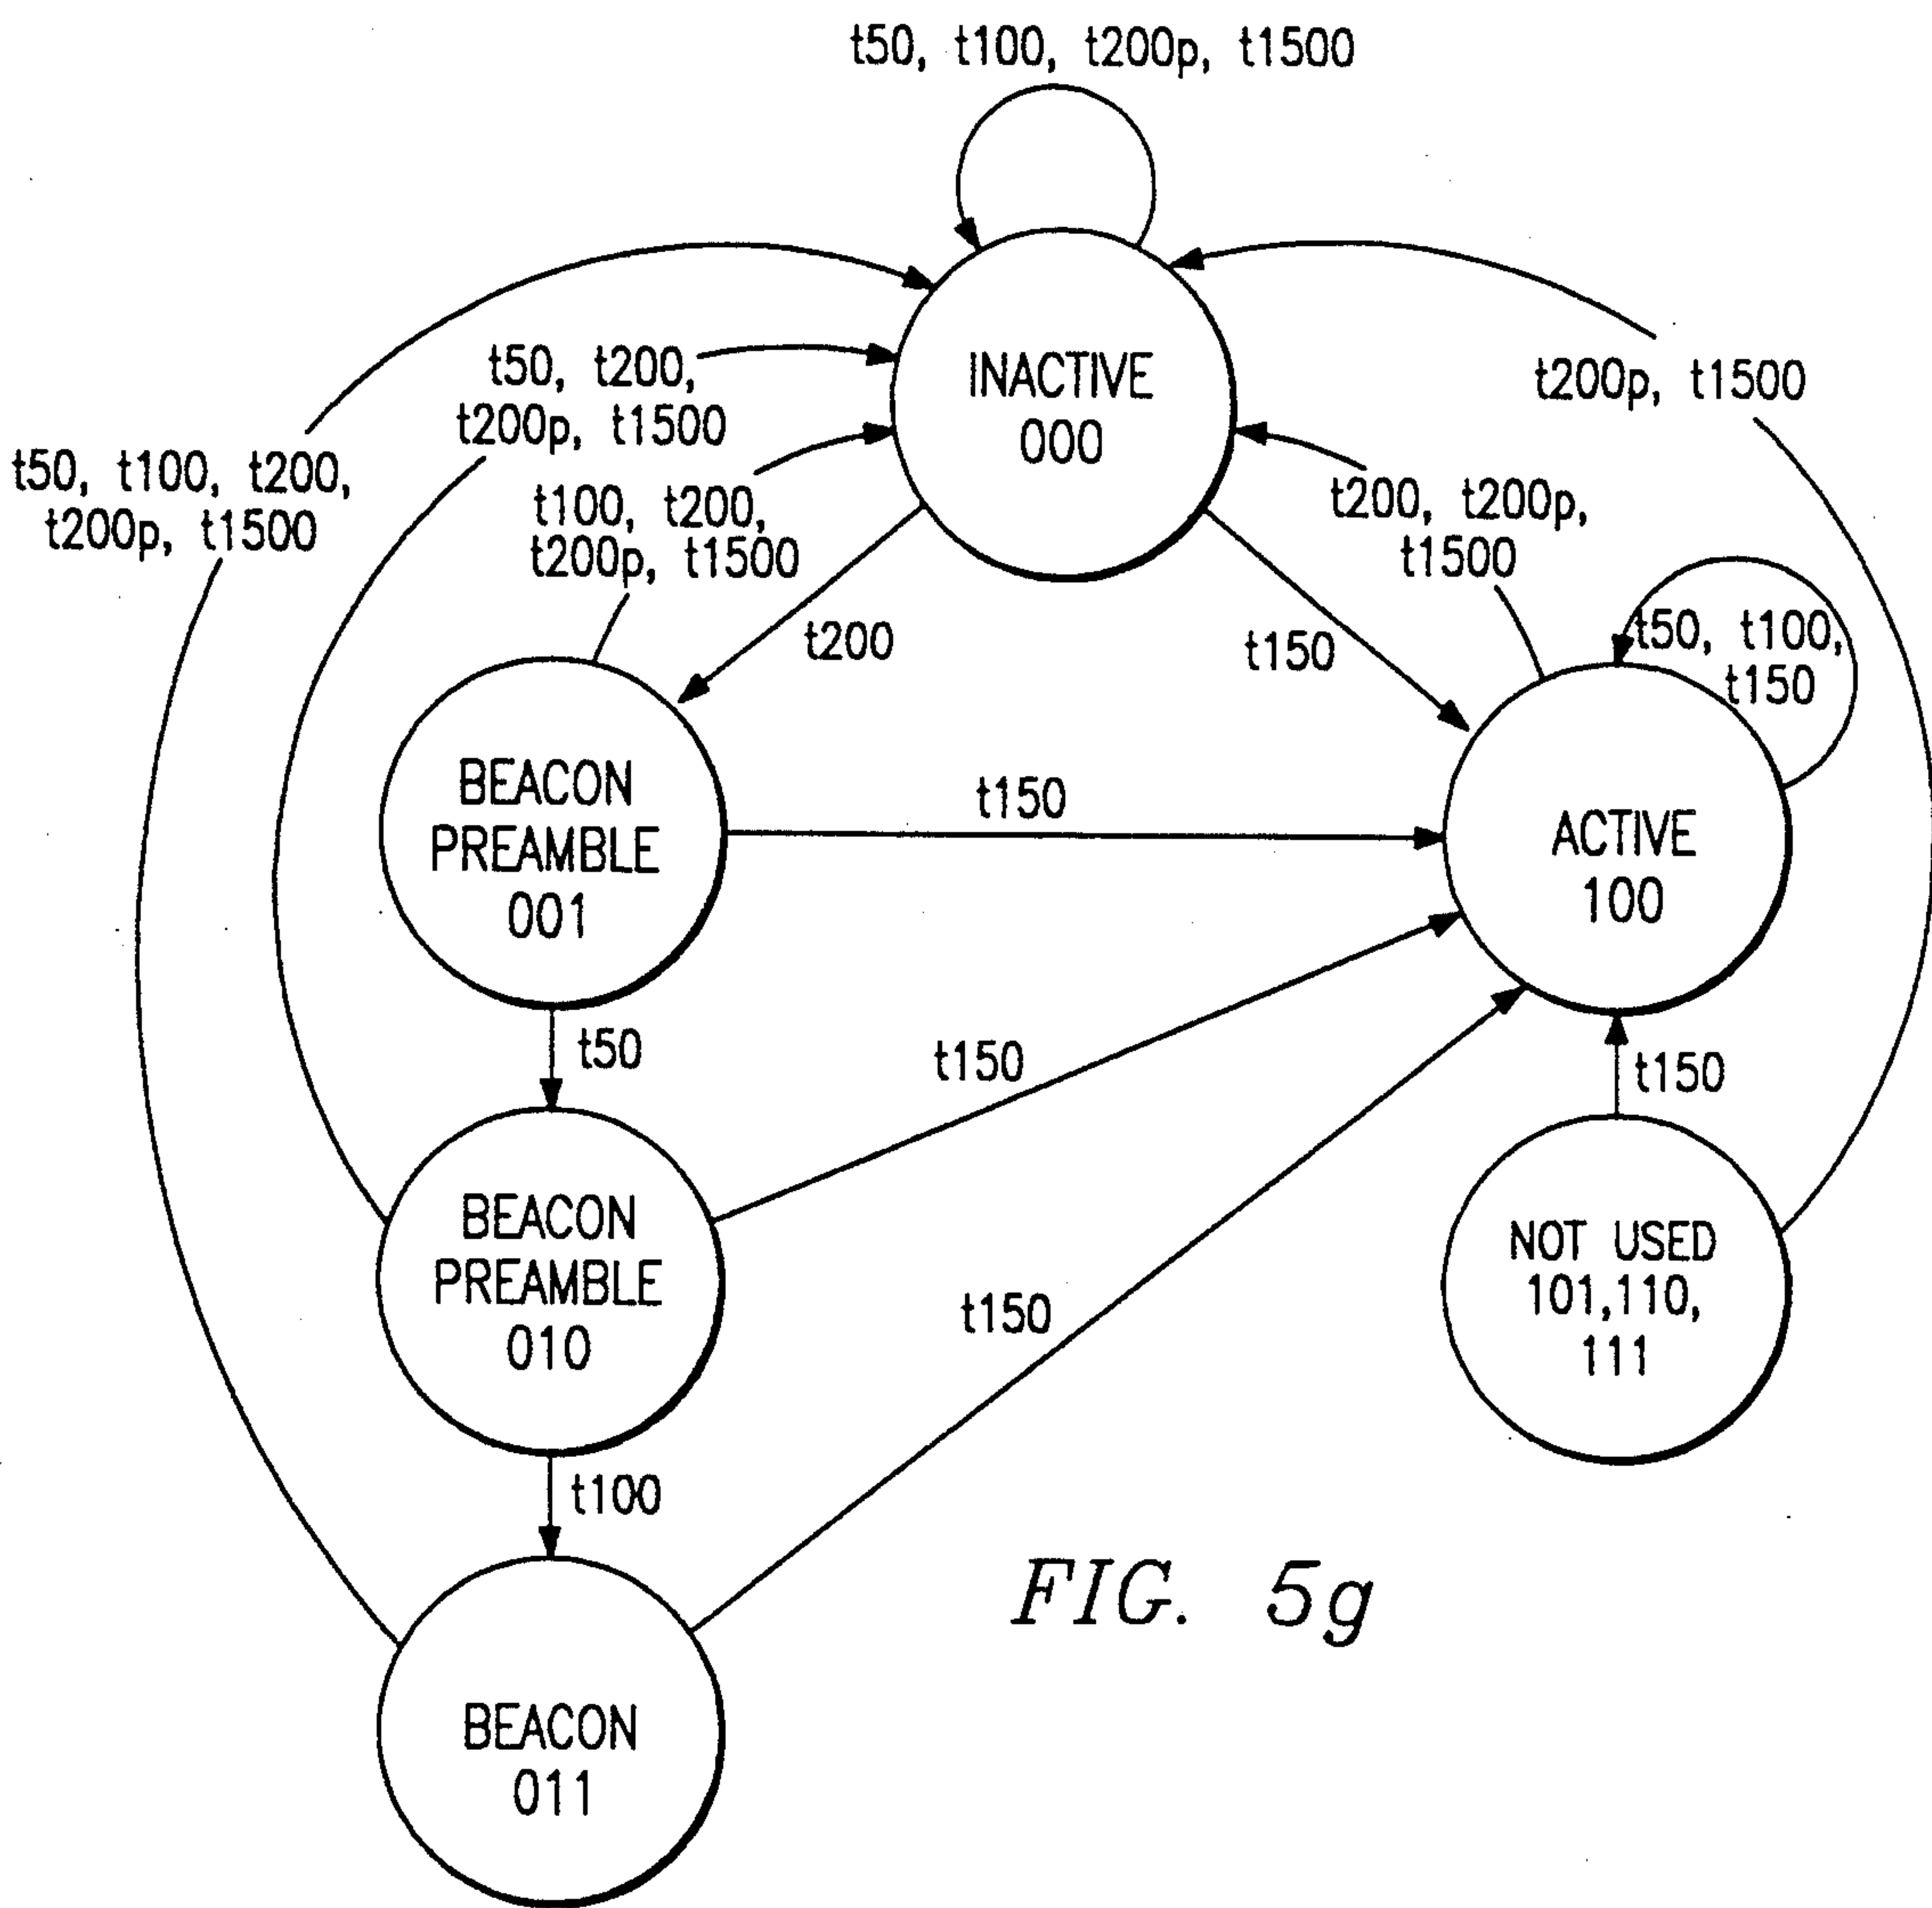 t50, t100, t200p, t1500
INACTIVE
000
t50, t200,
t200p, t1500
t200p, t1500
t50, t100, t200,
t200p, t1500
t100, t200,
t200p, t1500
t200, t200p,
t1500
t200
t150
t50, t100,
t150
BEACON
PREAMBLE
001
t150
ACTIVE
100
t50
t150
t150
BEACON
PREAMBLE
010
t150
NOT USED
101,110,
111
t100
FIG. 5g
BEACON
011